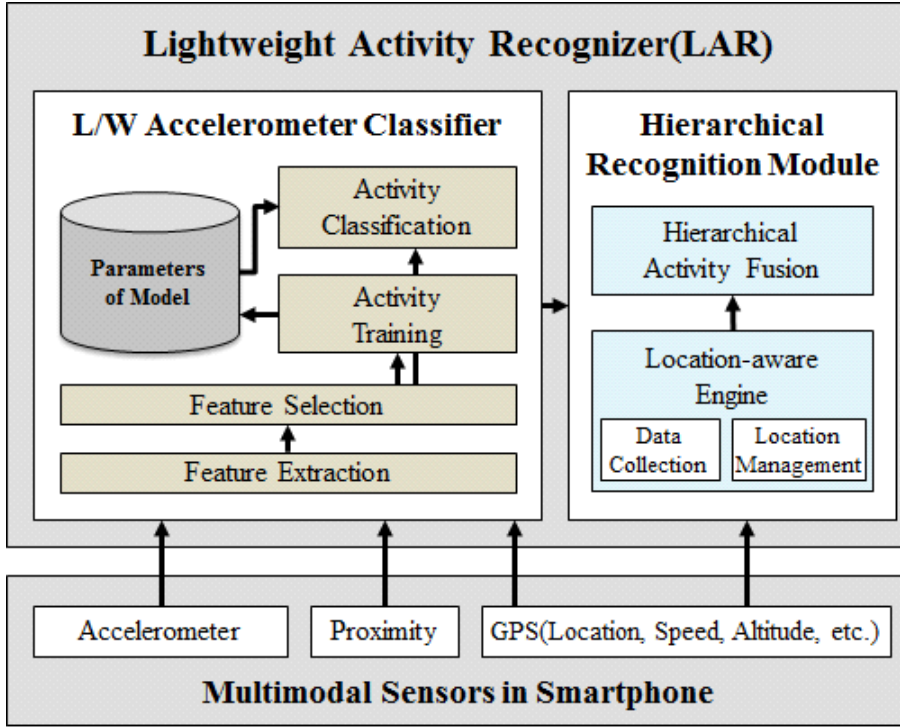 Lightweight Activity Recognizer(LAR)
L/W Accelerometer Classifier
Activity
Classification
Parameters
of Model
Activity
Training
Feature Selection
Feature Extraction
Hierarchical
Recognition Module
Hierarchical
Activity Fusion
Location-aware
Engine
Data
Collection
Location
Management
Accelerometer
Proximity
GPS(Location, Speed, Altitude, etc.)
Multimodal Sensors in Smartphone